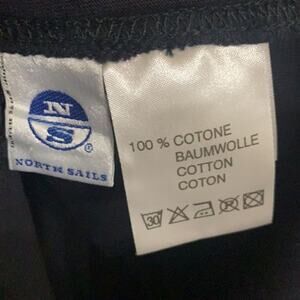 N
S
®
NORTH SAILS
100 % COTONE
BAUMWOLLE
COTTON
COTON
30